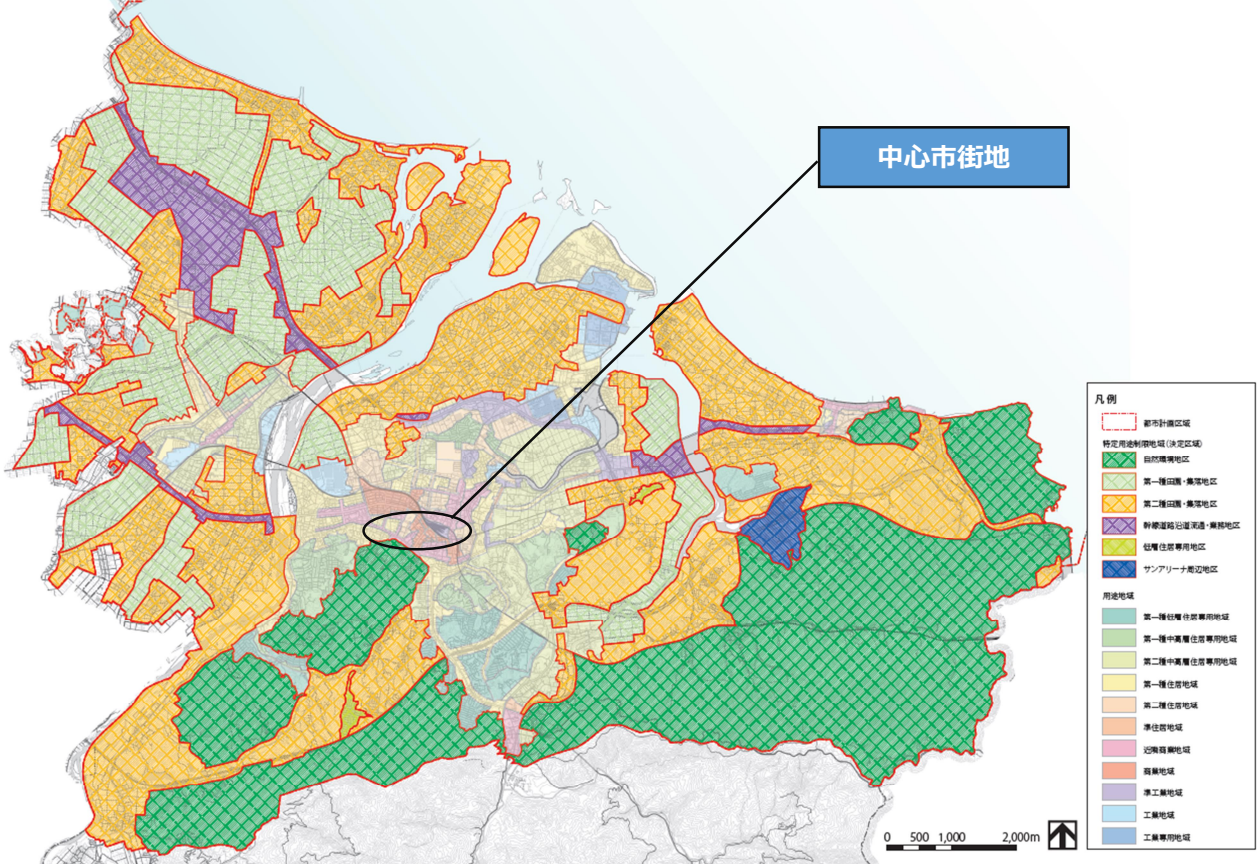 中心市街地
凡例
都市計画区域
特定用途制限地域(決定区域)
自然環境地区
第一種田園・集落地区
第二種田園・集落地区
幹線道路沿道流通・業務地区
低層住居専用地区
サンアリーナ周辺地区
用途地域
第一種低層住居専用地域
第一種中高層住居専用地域
第二種中高層住居専用地域
第一種住居地域
第二種住居地域
準住居地域
近隣商業地域
商業地域
準工業地域
工業地域
工業専用地域
0 500 1,000 2,000m